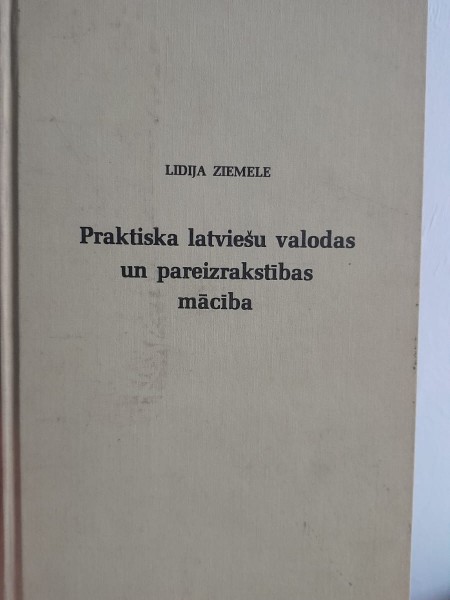 LIDIJA ZIEMELE
Praktiska latviešu valodas
un pareizrakstības
mācība